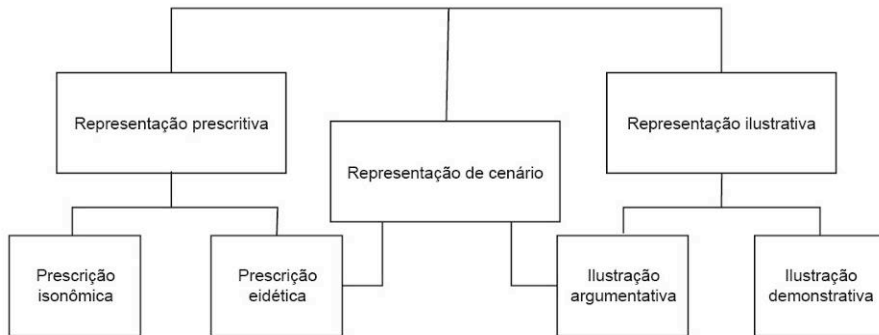 Representação prescritiva
Representação de cenário
Representação ilustrativa
Prescrição
isonômica
Prescrição
eidética
Ilustração
argumentativa
Ilustração
demonstrativa